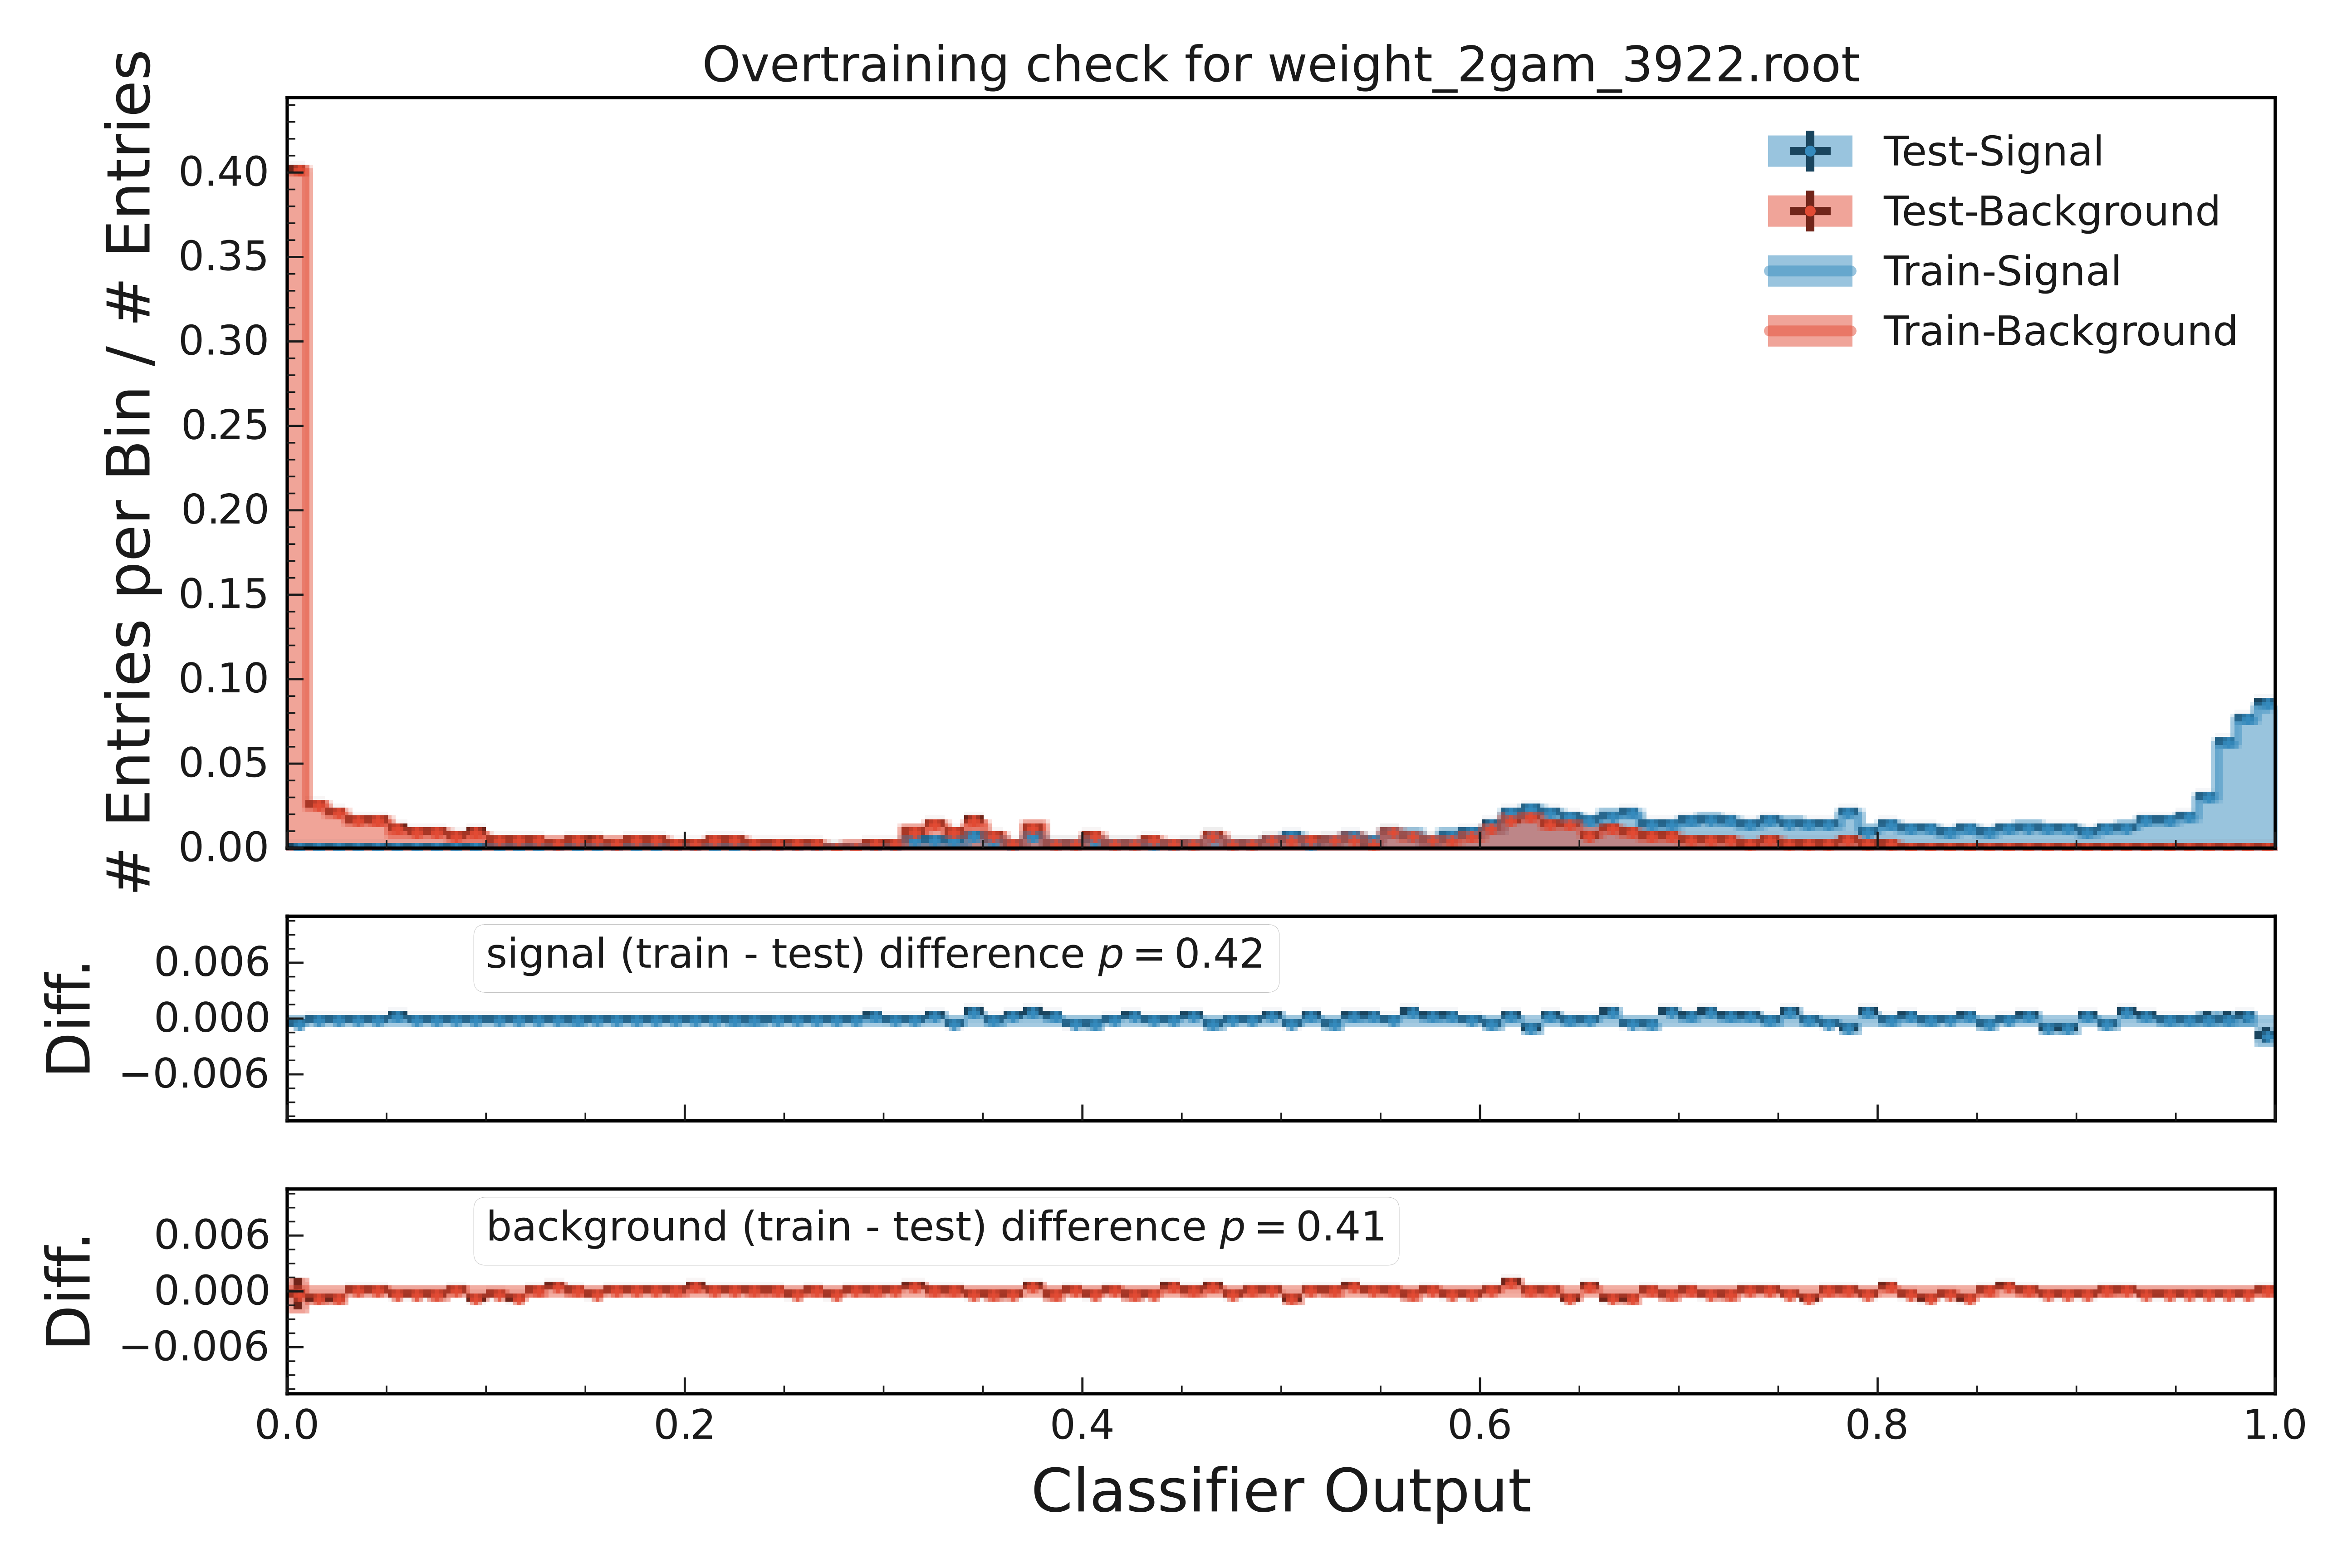 Overtraining check for weight_2gam_3922.root
# Entries per Bin / # Entries
0.40
0.35
0.30
0.25
0.20
0.15
0.10
0.05
0.00
Test-Signal
Test-Background
Train-Signal
Train-Background
Diff.
0.006
0.000
−0.006
signal (train - test) difference p = 0.42
Diff.
0.006
0.000
−0.006
background (train - test) difference p = 0.41
0.0 0.2 0.4 0.6 0.8 1.0
Classifier Output